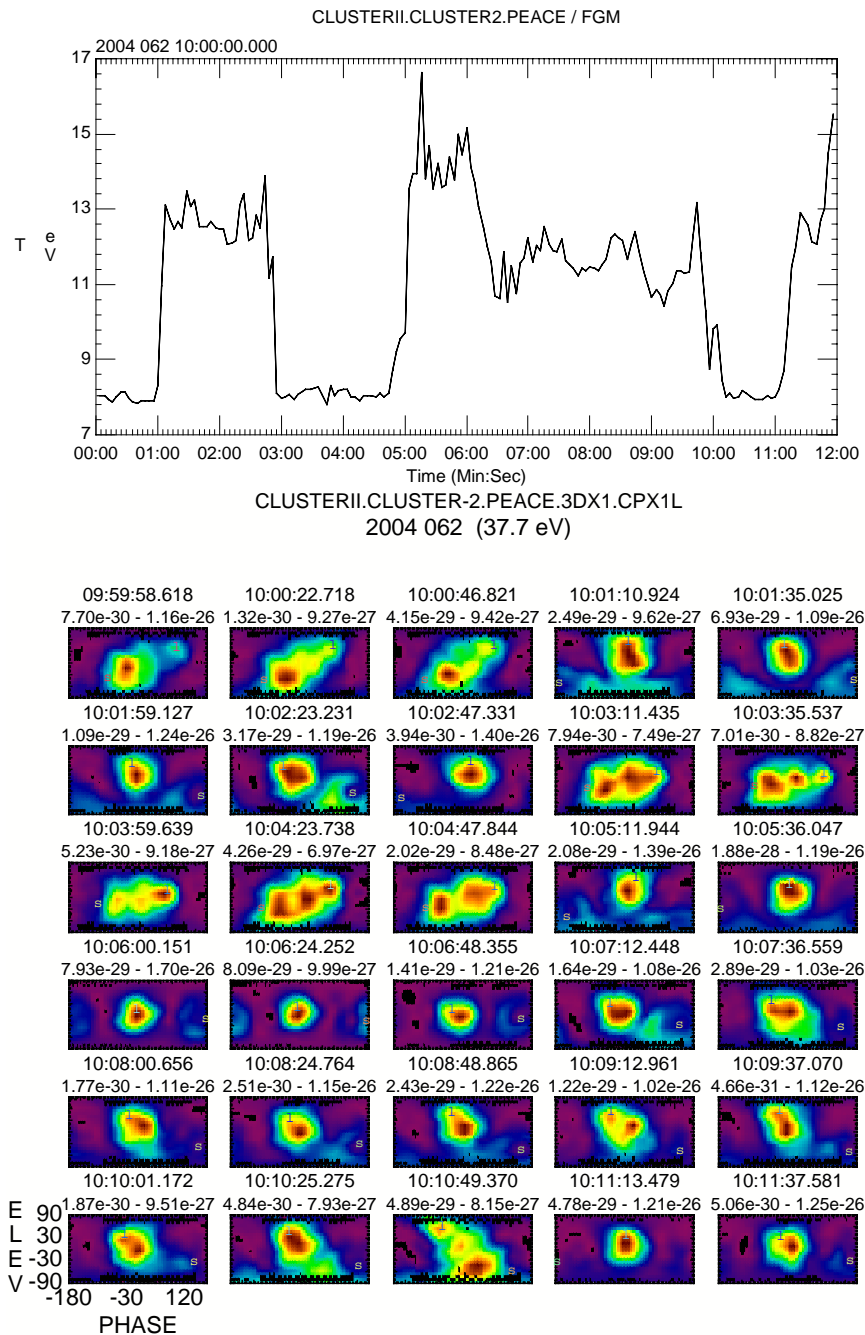 CLUSTERII.CLUSTER2.PEACE / FGM
2004 062 10:00:00.000
17
15
13
11
9
7
T
e
V
00:00 01:00 02:00 03:00 04:00 05:00 06:00 07:00 08:00 09:00 10:00 11:00 12:00
Time (Min:Sec)
CLUSTERII.CLUSTER-2.PEACE.3DX1.CPX1L
2004 062 (37.7 eV)
09:59:58.618 10:00:22.718 10:00:46.821 10:01:10.924 10:01:35.025
7.70e-30 - 1.16e-26 1.32e-30 - 9.27e-27 4.15e-29 - 9.42e-27 2.49e-29 - 9.62e-27 6.93e-29 - 1.09e-26
10:01:59.127 10:02:23.231 10:02:47.331 10:03:11.435 10:03:35.537
1.09e-29 - 1.24e-26 3.17e-29 - 1.19e-26 3.94e-30 - 1.40e-26 7.94e-30 - 7.49e-27 7.01e-30 - 8.82e-27
10:03:59.639 10:04:23.738 10:04:47.844 10:05:11.944 10:05:36.047
5.23e-30 - 9.18e-27 4.26e-29 - 6.97e-27 2.02e-29 - 8.48e-27 2.08e-29 - 1.39e-26 1.88e-28 - 1.19e-26
10:06:00.151 10:06:24.252 10:06:48.355 10:07:12.448 10:07:36.559
7.93e-29 - 1.70e-26 8.09e-29 - 9.99e-27 1.41e-29 - 1.21e-26 1.64e-29 - 1.08e-26 2.89e-29 - 1.03e-26
10:08:00.656 10:08:24.764 10:08:48.865 10:09:12.961 10:09:37.070
1.77e-30 - 1.11e-26 2.51e-30 - 1.15e-26 2.43e-29 - 1.22e-26 1.22e-29 - 1.02e-26 4.66e-31 - 1.12e-26
10:10:01.172 10:10:25.275 10:10:49.370 10:11:13.479 10:11:37.581
1.87e-30 - 9.51e-27 4.84e-30 - 7.93e-27 4.89e-29 - 8.15e-27 4.78e-29 - 1.21e-26 5.06e-30 - 1.25e-26
E
L
E
V
90
30
-30
-90
-180 -30 120
PHASE